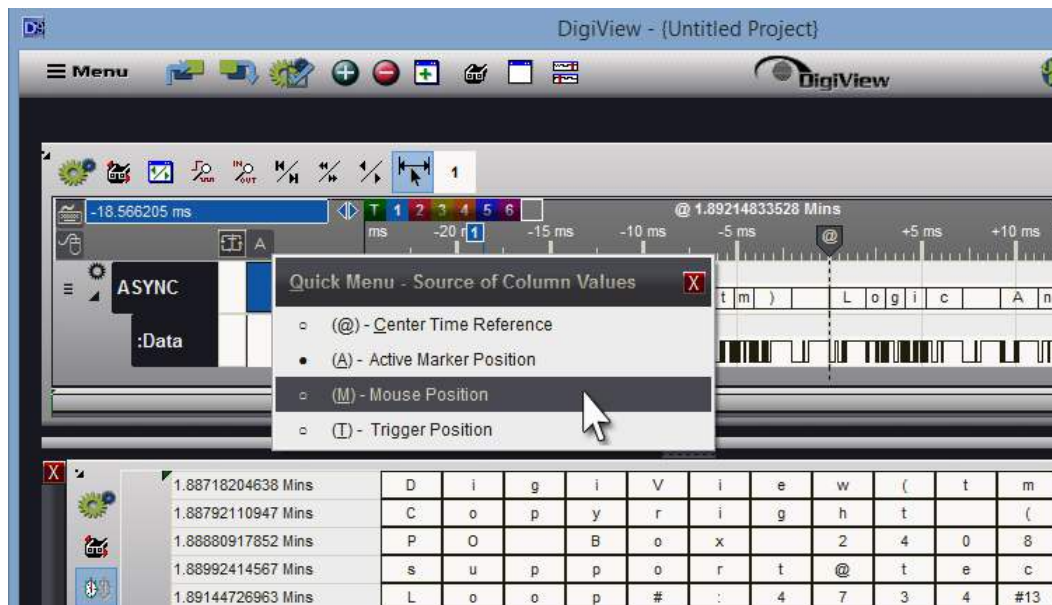 DigiView - {Untitled Project}
Menu
DigiView
IN
OUT
1
-18.566205 ms
T 1 2 3 4 5 6
@ 1.89214833528 Mins
ms
1
-15 ms -10 ms -5 ms @ +5 ms +10 ms
A
ASYNC
t m ) L o g i c A n
:Data
Quick Menu - Source of Column Values X
(@) - Center Time Reference
(A) - Active Marker Position
(M) - Mouse Position
(T) - Trigger Position
X
1.88718204638 Mins D i g i V i e w ( t m
1.88792110947 Mins C o p y r i g h t (
1.88880917852 Mins P O B o x 2 4 0 8
1.88992414567 Mins s u p p o r t @ t e c
1.89144726963 Mins L o o p # : 4 7 3 4 #13